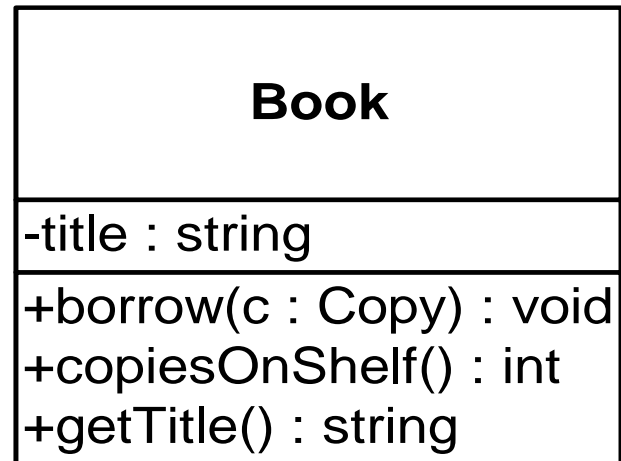 Book
-title : string
+borrow(c : Copy) : void
+copiesOnShelf() : int
+getTitle() : string